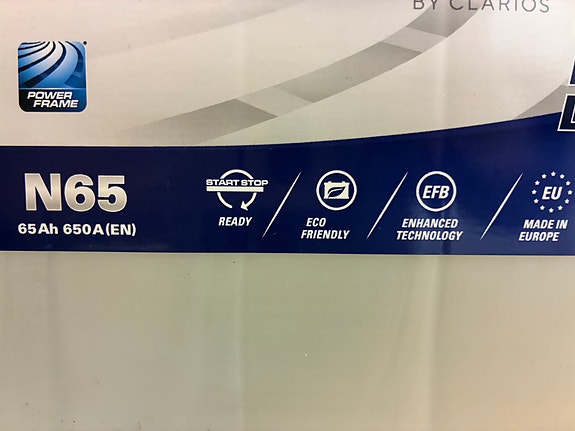 BY CLARIOS
POWER
FRAME
N65
65Ah 650A(EN)
START STOP
READY
ECO
FRIENDLY
EFB
ENHANCED
TECHNOLOGY
EU
MADE IN
EUROPE